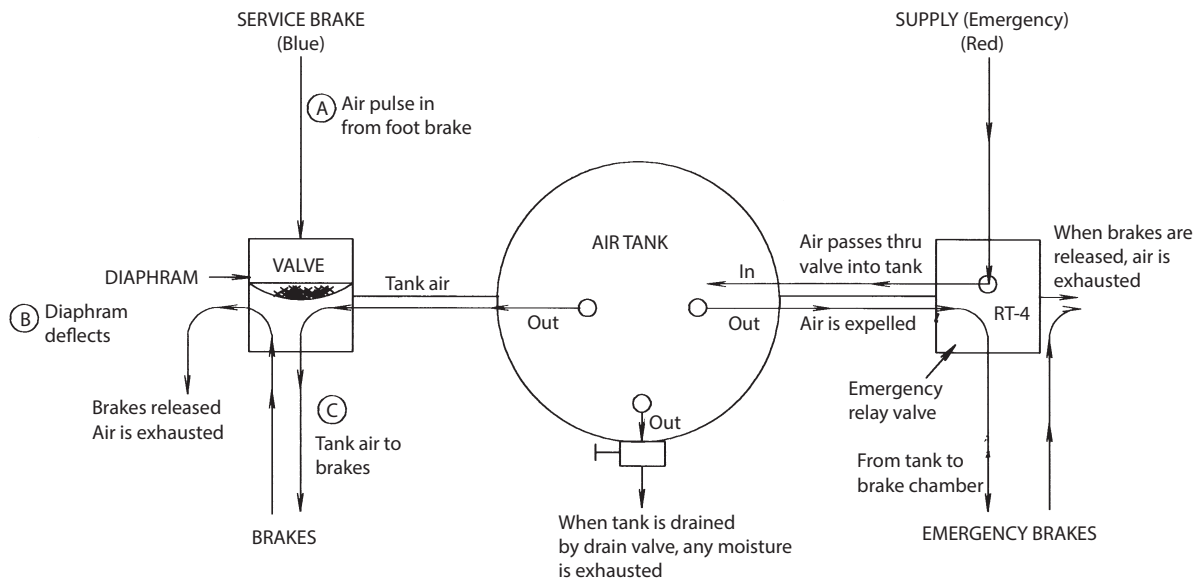 SERVICE BRAKE
(Blue)
SUPPLY (Emergency)
(Red)
A
Air pulse in
from foot brake
VALVE
DIAPHRAM
B
Diaphram
deflects
Tank air
AIR TANK
In
Out
Out
Out
Air passes thru
valve into tank
Air is expelled
When brakes are
released, air is
exhausted
RT-4
Emergency
relay valve
Brakes released
Air is exhausted
C
Tank air to
brakes
BRAKES
From tank to
brake chamber
EMERGENCY BRAKES
When tank is drained
by drain valve, any moisture
is exhausted